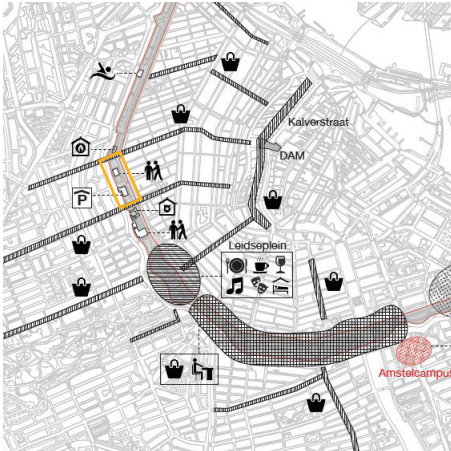 Kalverstraat
DAM
P
Leidseplein
Amstelcampus